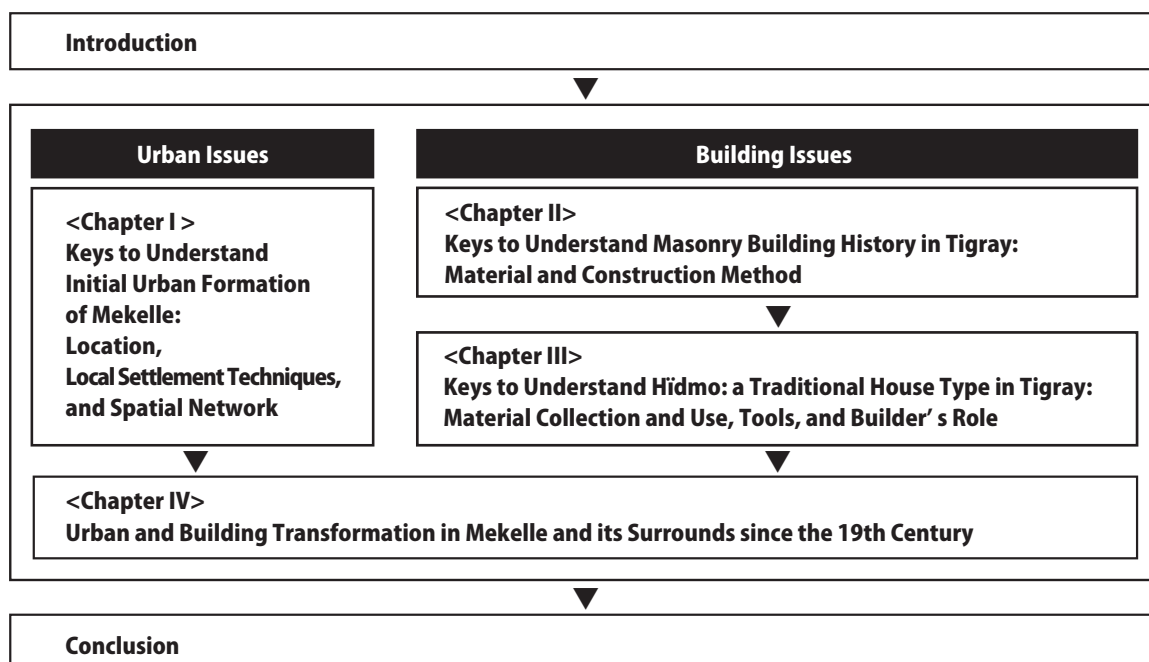 Introduction
Urban Issues
<Chapter I >
Keys to Understand
Initial Urban Formation
of Mekelle:
Location,
Local Settlement Techniques,
and Spatial Network
Building Issues
<Chapter II>
Keys to Understand Masonry Building History in Tigray:
Material and Construction Method
<Chapter III>
Keys to Understand Hïdmo: a Traditional House Type in Tigray:
Material Collection and Use, Tools, and Builder’ s Role
<Chapter IV>
Urban and Building Transformation in Mekelle and its Surrounds since the 19th Century
Conclusion